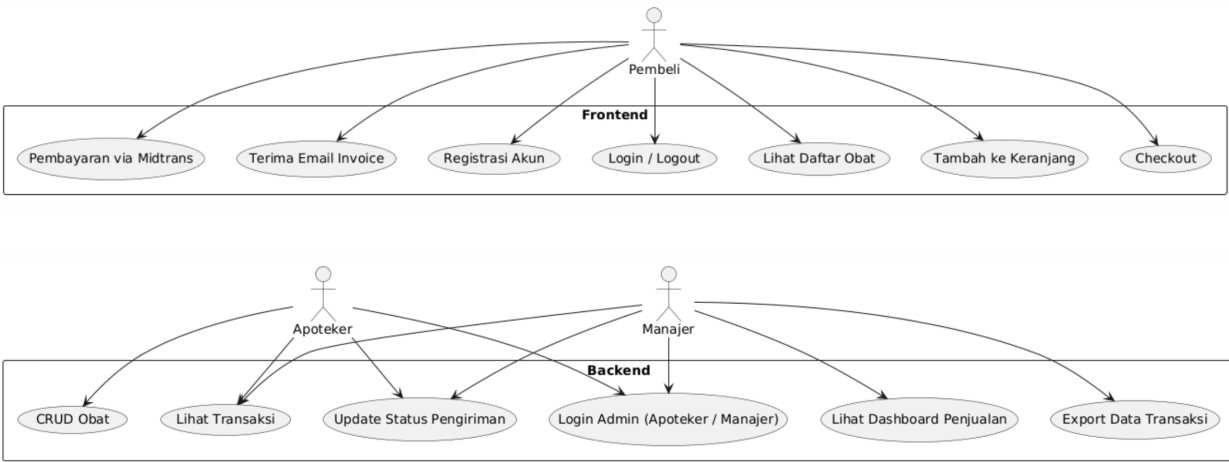 Pembeli
Frontend
Pembayaran via Midtrans
Terima Email Invoice
Registrasi Akun
Login / Logout
Lihat Daftar Obat
Tambah ke Keranjang
Checkout
Apoteker
Manajer
Backend
CRUD Obat
Lihat Transaksi
Update Status Pengiriman
Login Admin (Apoteker / Manajer)
Lihat Dashboard Penjualan
Export Data Transaksi